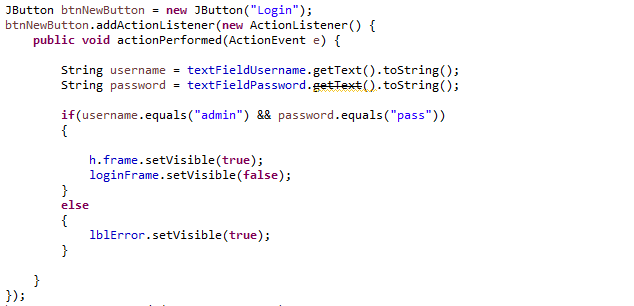 JButton btnNewButton = new JButton("Login");
btnNewButton.addActionListener(new ActionListener() {
public void actionPerformed(ActionEvent e) {
String username = textFieldUsername.getText().toString();
String password = textFieldPassword.getText().toString();
if(username.equals("admin") && password.equals("pass"))
{
h.frame.setVisible(true);
loginFrame.setVisible(false);
}
else
{
lblError.setVisible(true);
}
}
});